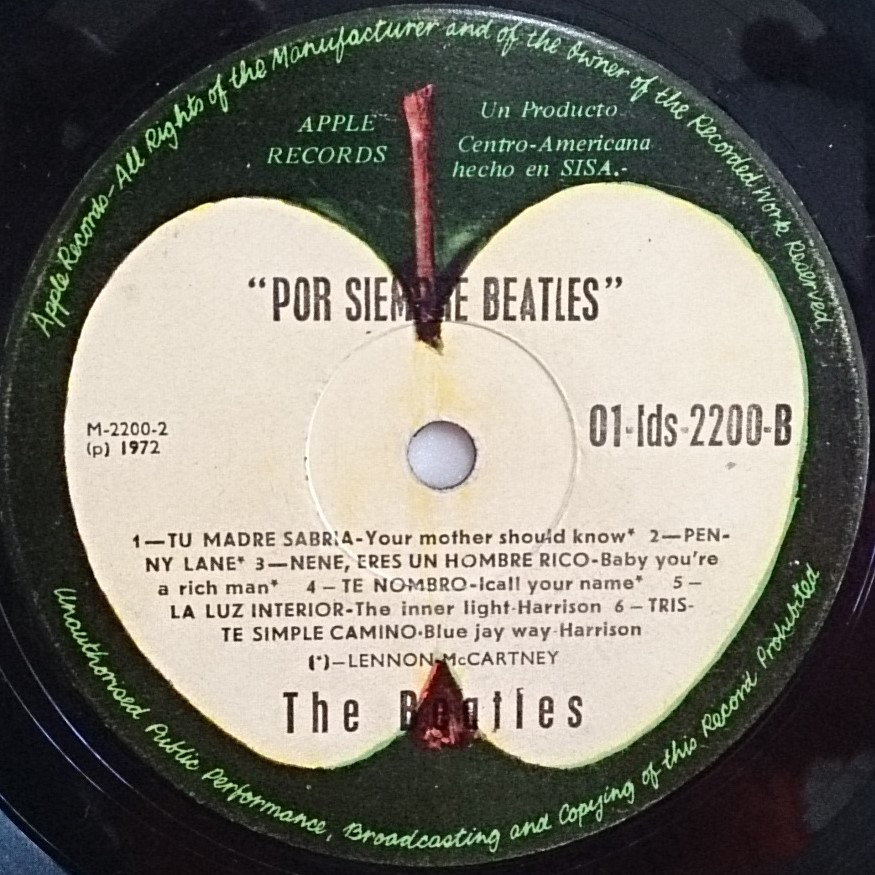 Apple Records-All Rights of the Manufacturer and of the Owner of the Recorded Work Reserved
APPLE
RECORDS
Un Producto
Centro-Americana
hecho en SISA.-
“POR SIEMPRE BEATLES”
M-2200-2
(p) 1972
01-lds-2200-B
1—TU MADRE SABRIA-Your mother should know* 2—PEN-
NY LANE* 3—NENE, ERES UN HOMBRE RICO-Baby you're
a rich man* 4—TE NOMBRO-Icall your name* 5—
LA LUZ INTERIOR-The inner light-Harrison 6—TRIS-
TE SIMPLE CAMINO-Blue jay way-Harrison
(*)—LENNON-McCARTNEY
The Beatles
Unauthorised Public Performance, Broadcasting and Copying of this Record Prohibited